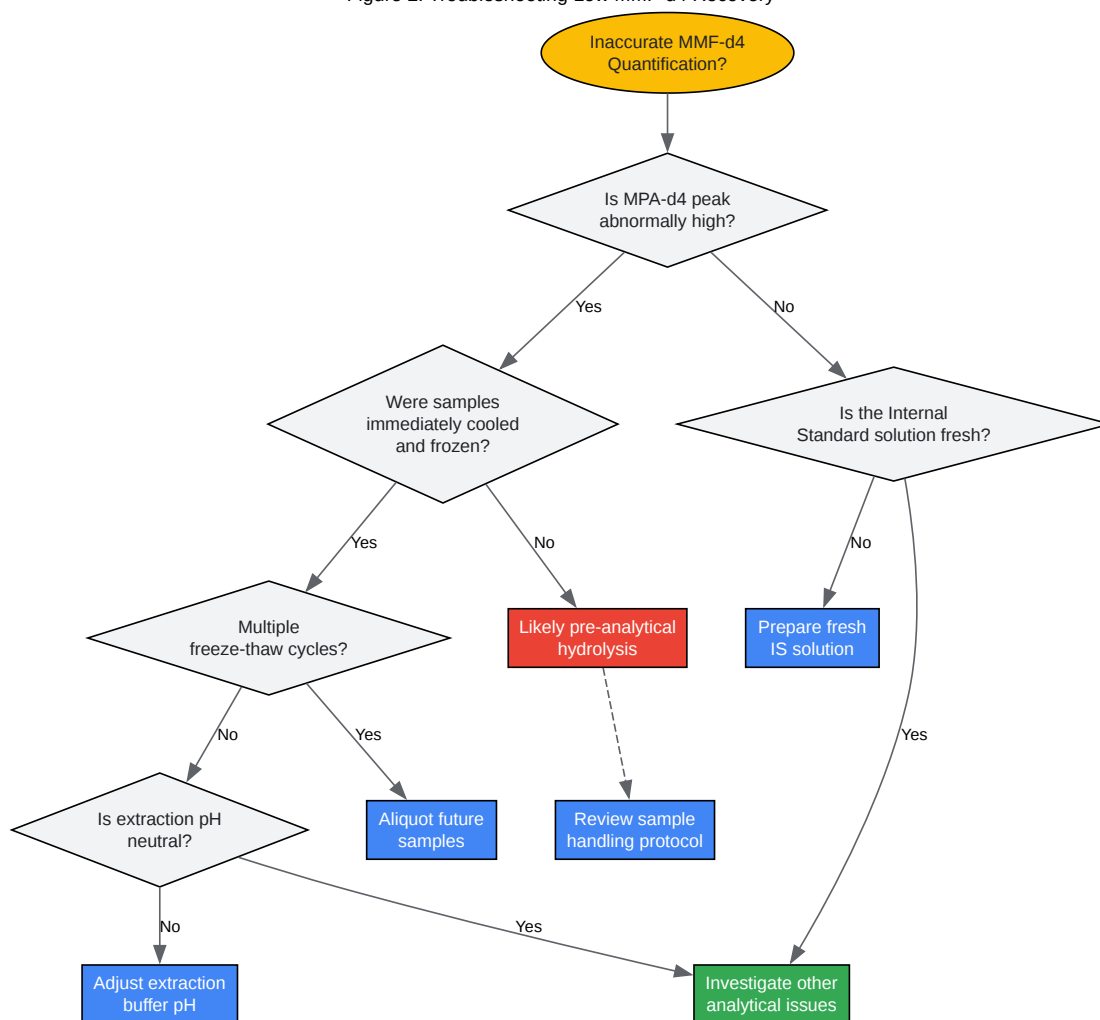 Inaccurate MMF-d4
Quantification?
Is MPA-d4 peak
abnormally high?
Yes
No
Were samples
immediately cooled
and frozen?
Is the Internal
Standard solution fresh?
Yes
No
No
Multiple
freeze-thaw cycles?
Likely pre-analytical
hydrolysis
Prepare fresh
IS solution
No
Yes
Yes
Is extraction pH
neutral?
Aliquot future
samples
Review sample
handling protocol
No
Yes
Adjust extraction
buffer pH
Investigate other
analytical issues